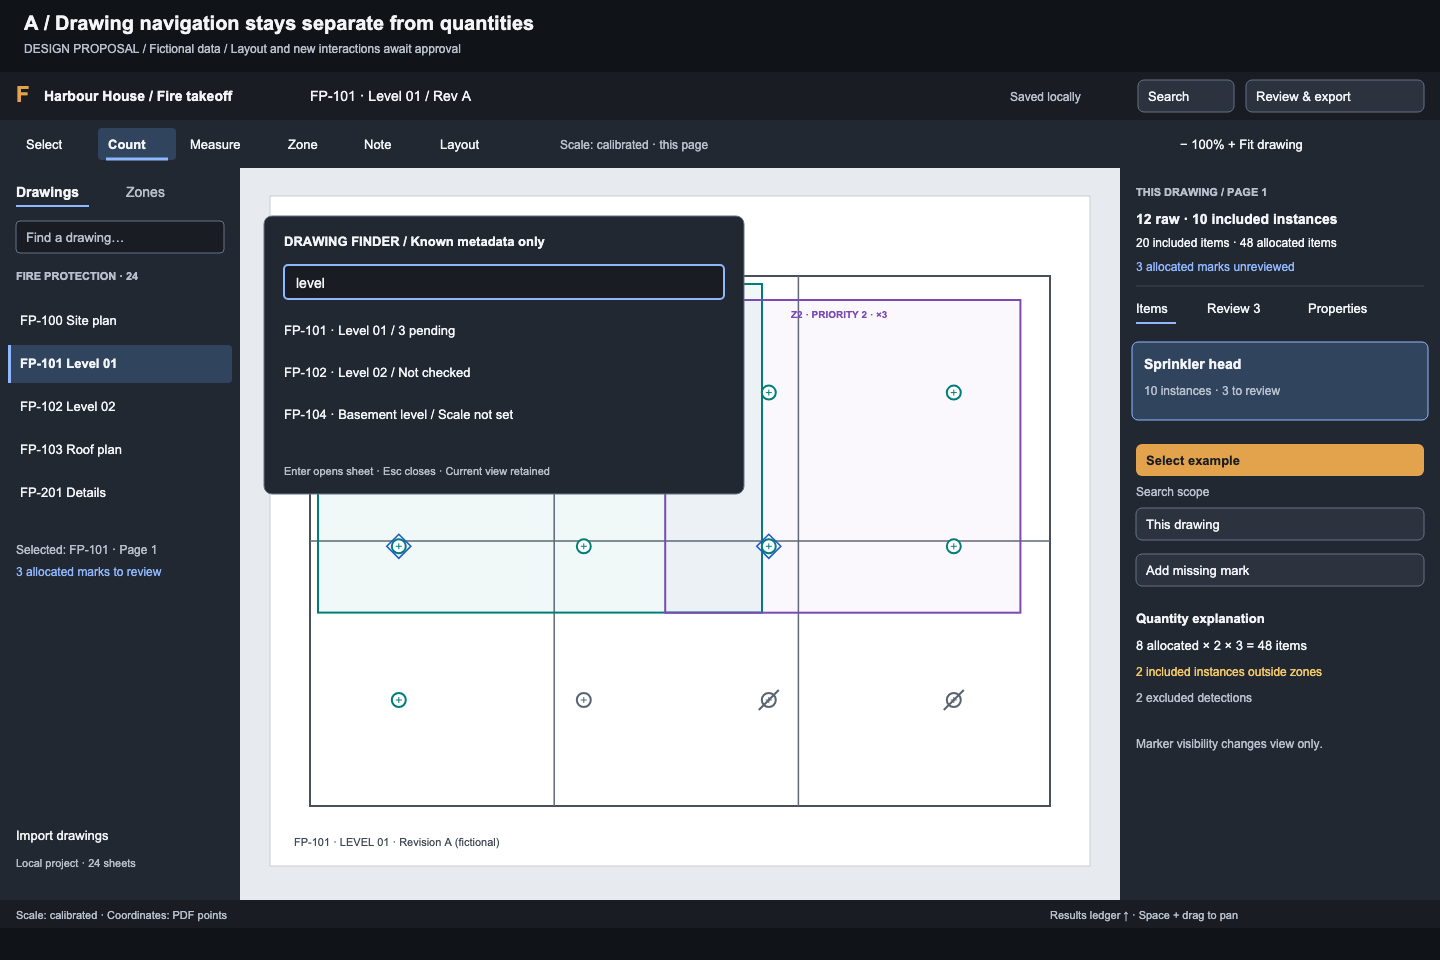 A / Drawing navigation stays separate from quantities
DESIGN PROPOSAL / Fictional data / Layout and new interactions await approval
F Harbour House / Fire takeoff FP-101 · Level 01 / Rev A Saved locally Search Review & export
Select Count Measure Zone Note Layout Scale: calibrated · this page − 100% + Fit drawing
Drawings Zones
Find a drawing…
FIRE PROTECTION · 24
FP-100 Site plan
FP-101 Level 01
FP-102 Level 02
FP-103 Roof plan
FP-201 Details
Selected: FP-101 · Page 1
3 allocated marks to review
Import drawings
Local project · 24 sheets
DRAWING FINDER / Known metadata only
level
FP-101 · Level 01 / 3 pending
FP-102 · Level 02 / Not checked
FP-104 · Basement level / Scale not set
Enter opens sheet · Esc closes · Current view retained
Z2 · PRIORITY 2 · ×3
FP-101 · LEVEL 01 · Revision A (fictional)
THIS DRAWING / PAGE 1
12 raw · 10 included instances
20 included items · 48 allocated items
3 allocated marks unreviewed
Items Review 3 Properties
Sprinkler head
10 instances · 3 to review
Select example
Search scope
This drawing
Add missing mark
Quantity explanation
8 allocated × 2 × 3 = 48 items
2 included instances outside zones
2 excluded detections
Marker visibility changes view only.
Scale: calibrated · Coordinates: PDF points
Results ledger ↑ · Space + drag to pan